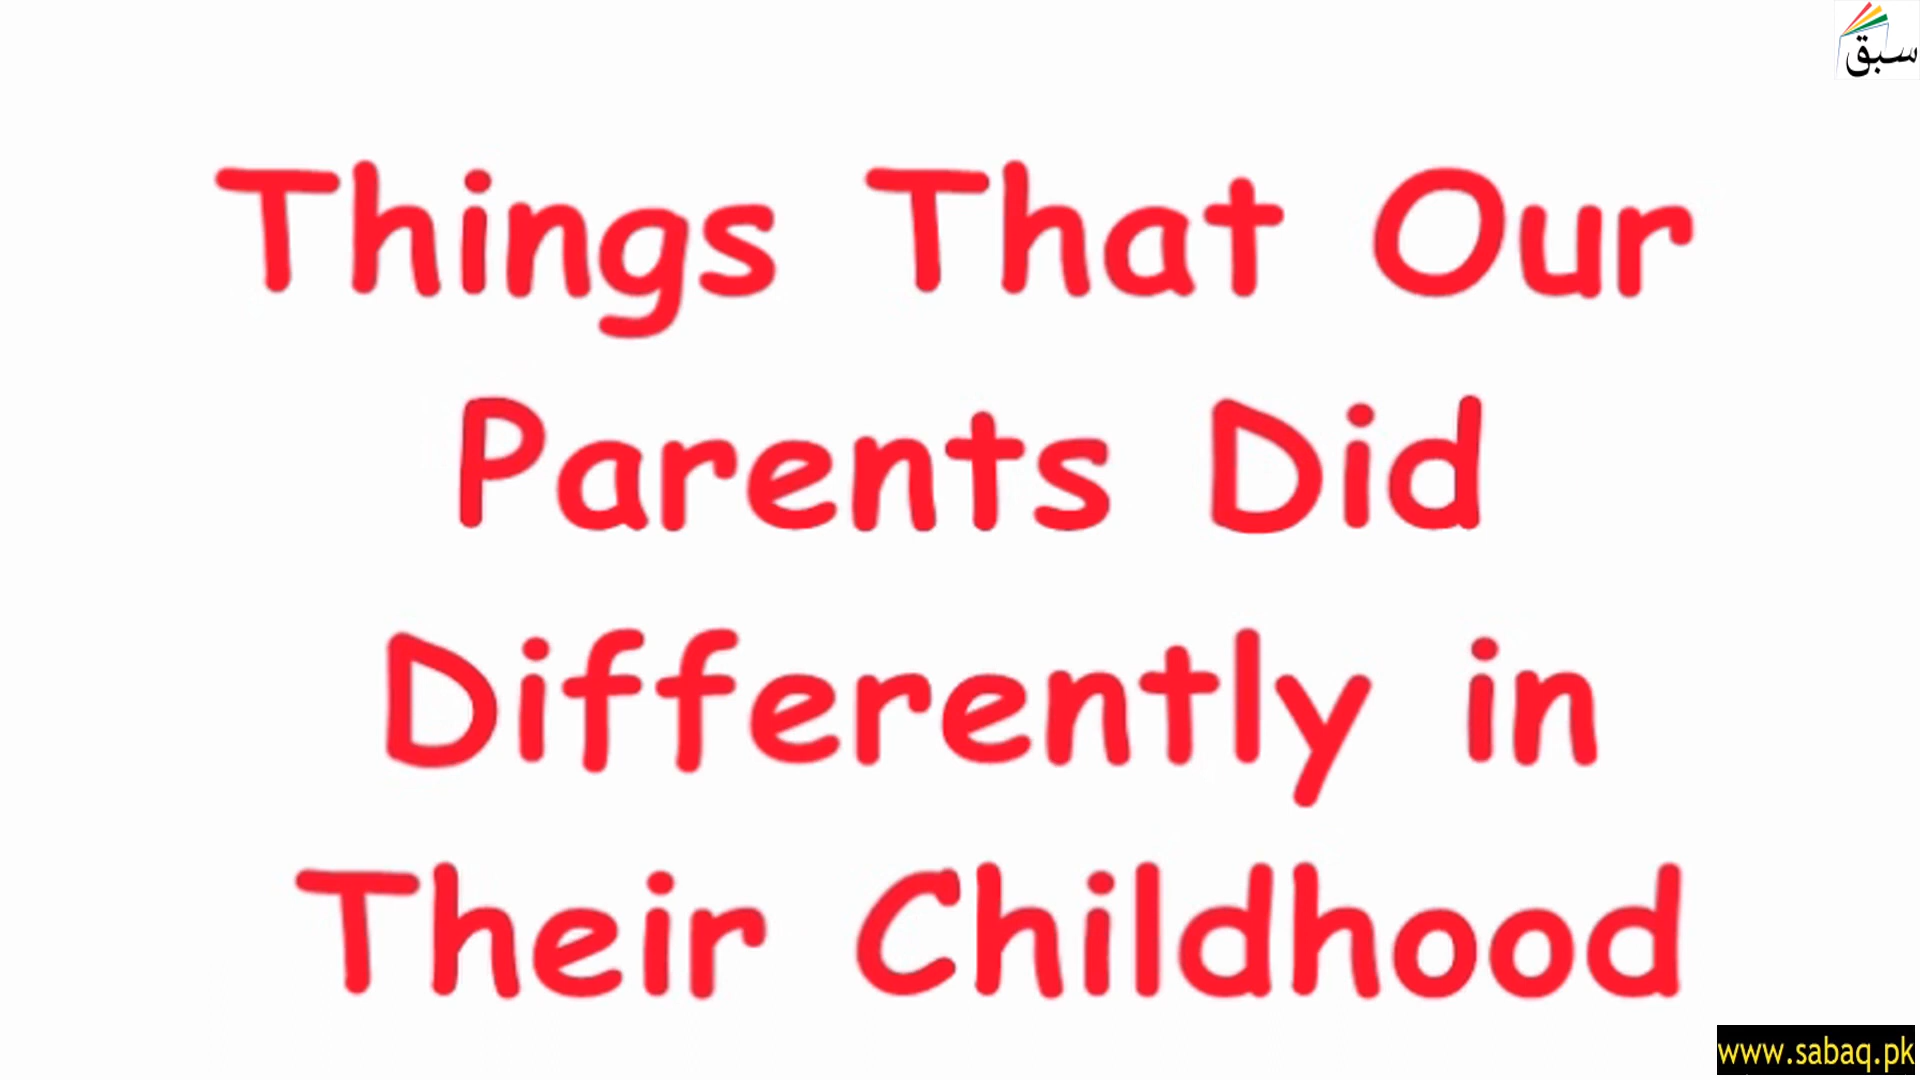 سبق
Things That Our
Parents Did
Differently in
Their Childhood
www.sabaq.pk